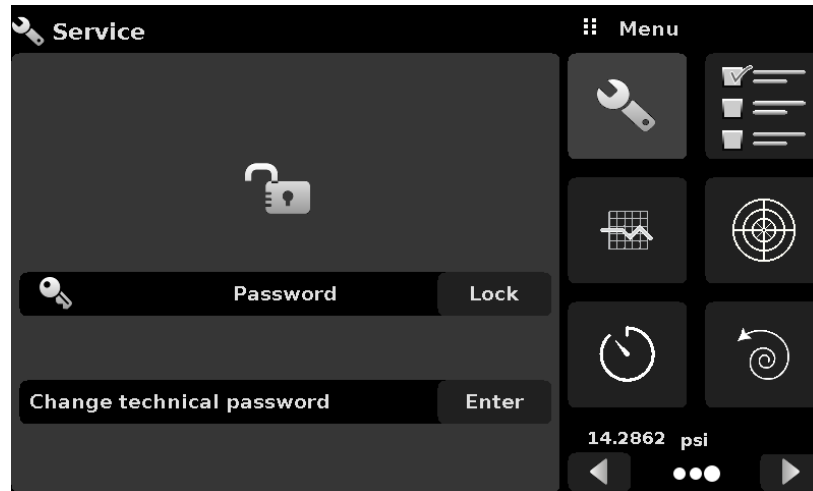 Service
Menu
Password
Lock
Change technical password
Enter
14.2862 psi